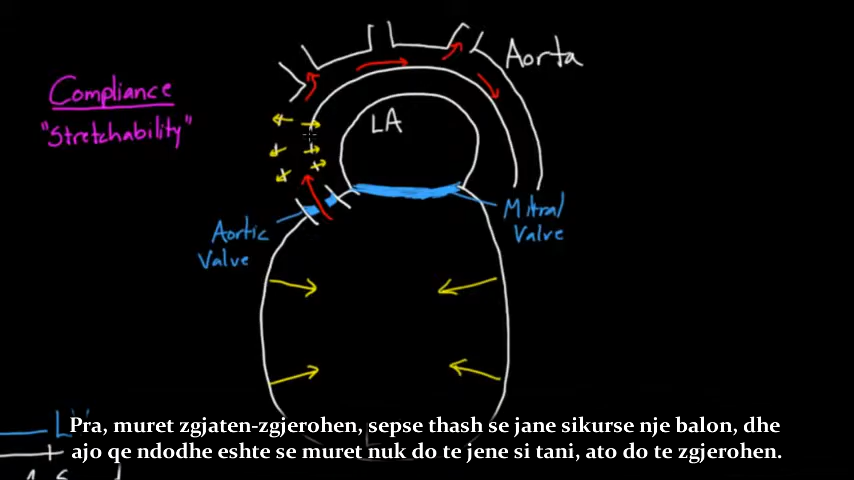 Aorta
Compliance
"Stretchability"
LA
Mitral
Valve
Aortic
Valve
Pra, muret zgjaten-zgjerohen, sepse thash se jane sikurse nje balon, dhe
ajo qe ndodhe eshte se muret nuk do te jene si tani, ato do te zgjerohen.